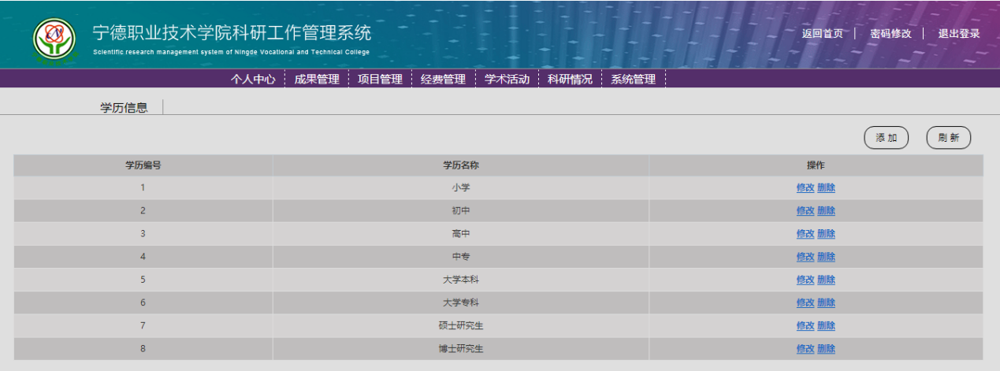 宁德职业技术学院科研工作管理系统
Scientific research management system of Ningde Vocational and Technical College
返回首页 密码修改 退出登录
个人中心 成果管理 项目管理 经费管理 学术活动 科研情况 系统管理
学历信息
添加 刷新
学历编号 学历名称 操作
1 小学 修改 删除
2 初中 修改 删除
3 高中 修改 删除
4 中专 修改 删除
5 大学本科 修改 删除
6 大学专科 修改 删除
7 硕士研究生 修改 删除
8 博士研究生 修改 删除